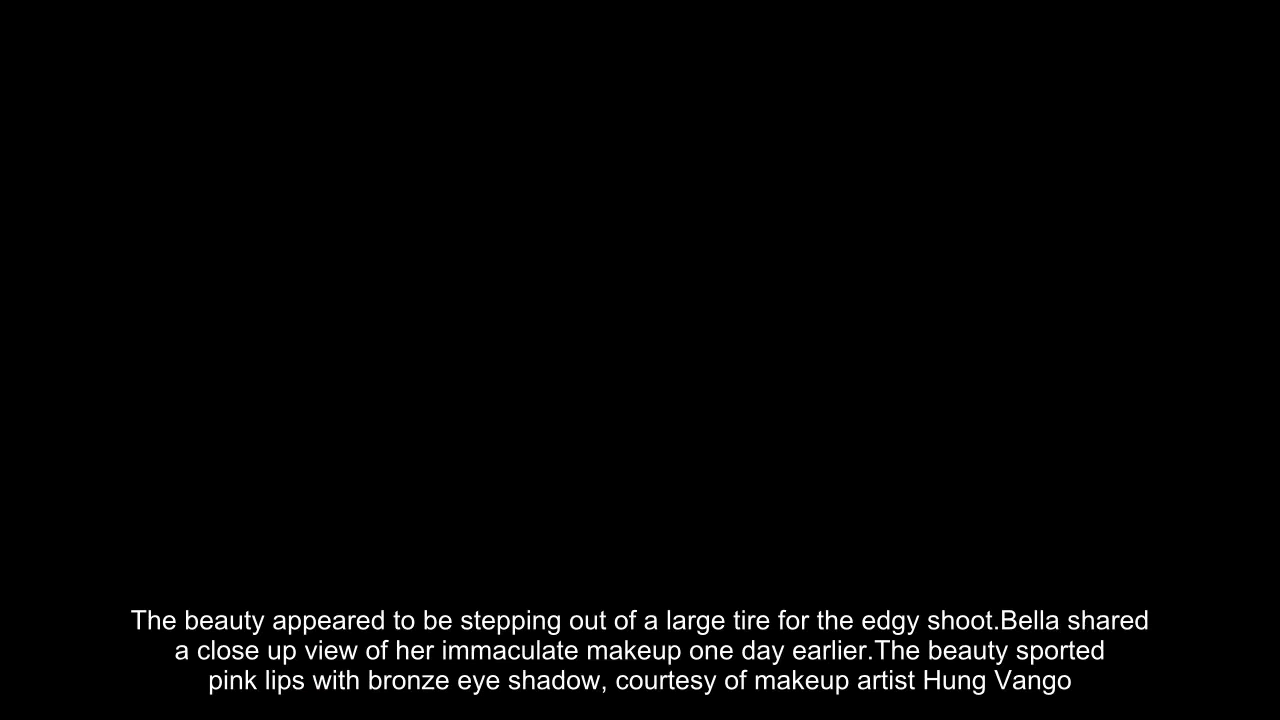 The beauty appeared to be stepping out of a large tire for the edgy shoot.Bella shared
a close up view of her immaculate makeup one day earlier.The beauty sported
pink lips with bronze eye shadow, courtesy of makeup artist Hung Vango